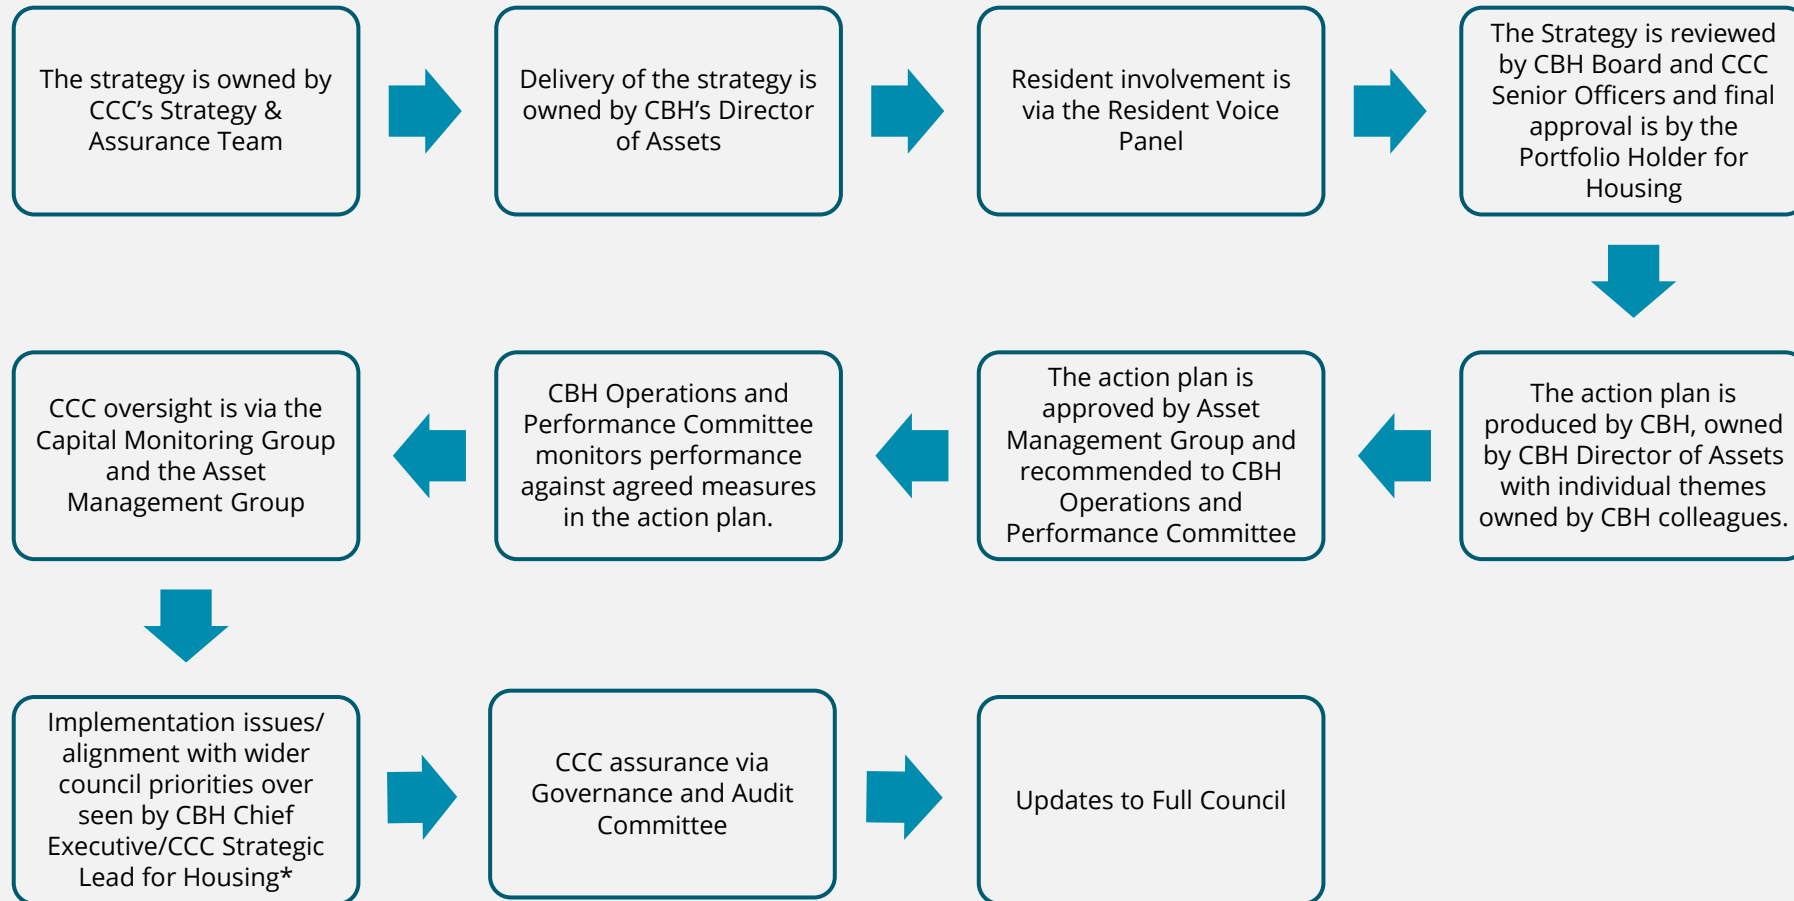 The strategy is owned by
CCC’s Strategy &
Assurance Team
Delivery of the strategy is
owned by CBH’s Director
of Assets
Resident involvement is
via the Resident Voice
Panel
The Strategy is reviewed
by CBH Board and CCC
Senior Officers and final
approval is by the
Portfolio Holder for
Housing
The action plan is
produced by CBH, owned
by CBH Director of Assets
with individual themes
owned by CBH colleagues.
The action plan is
approved by Asset
Management Group and
recommended to CBH
Operations and
Performance Committee
CBH Operations and
Performance Committee
monitors performance
against agreed measures
in the action plan.
CCC oversight is via the
Capital Monitoring Group
and the Asset
Management Group
Implementation issues/
alignment with wider
council priorities over
seen by CBH Chief
Executive/CCC Strategic
Lead for Housing*
CCC assurance via
Governance and Audit
Committee
Updates to Full Council